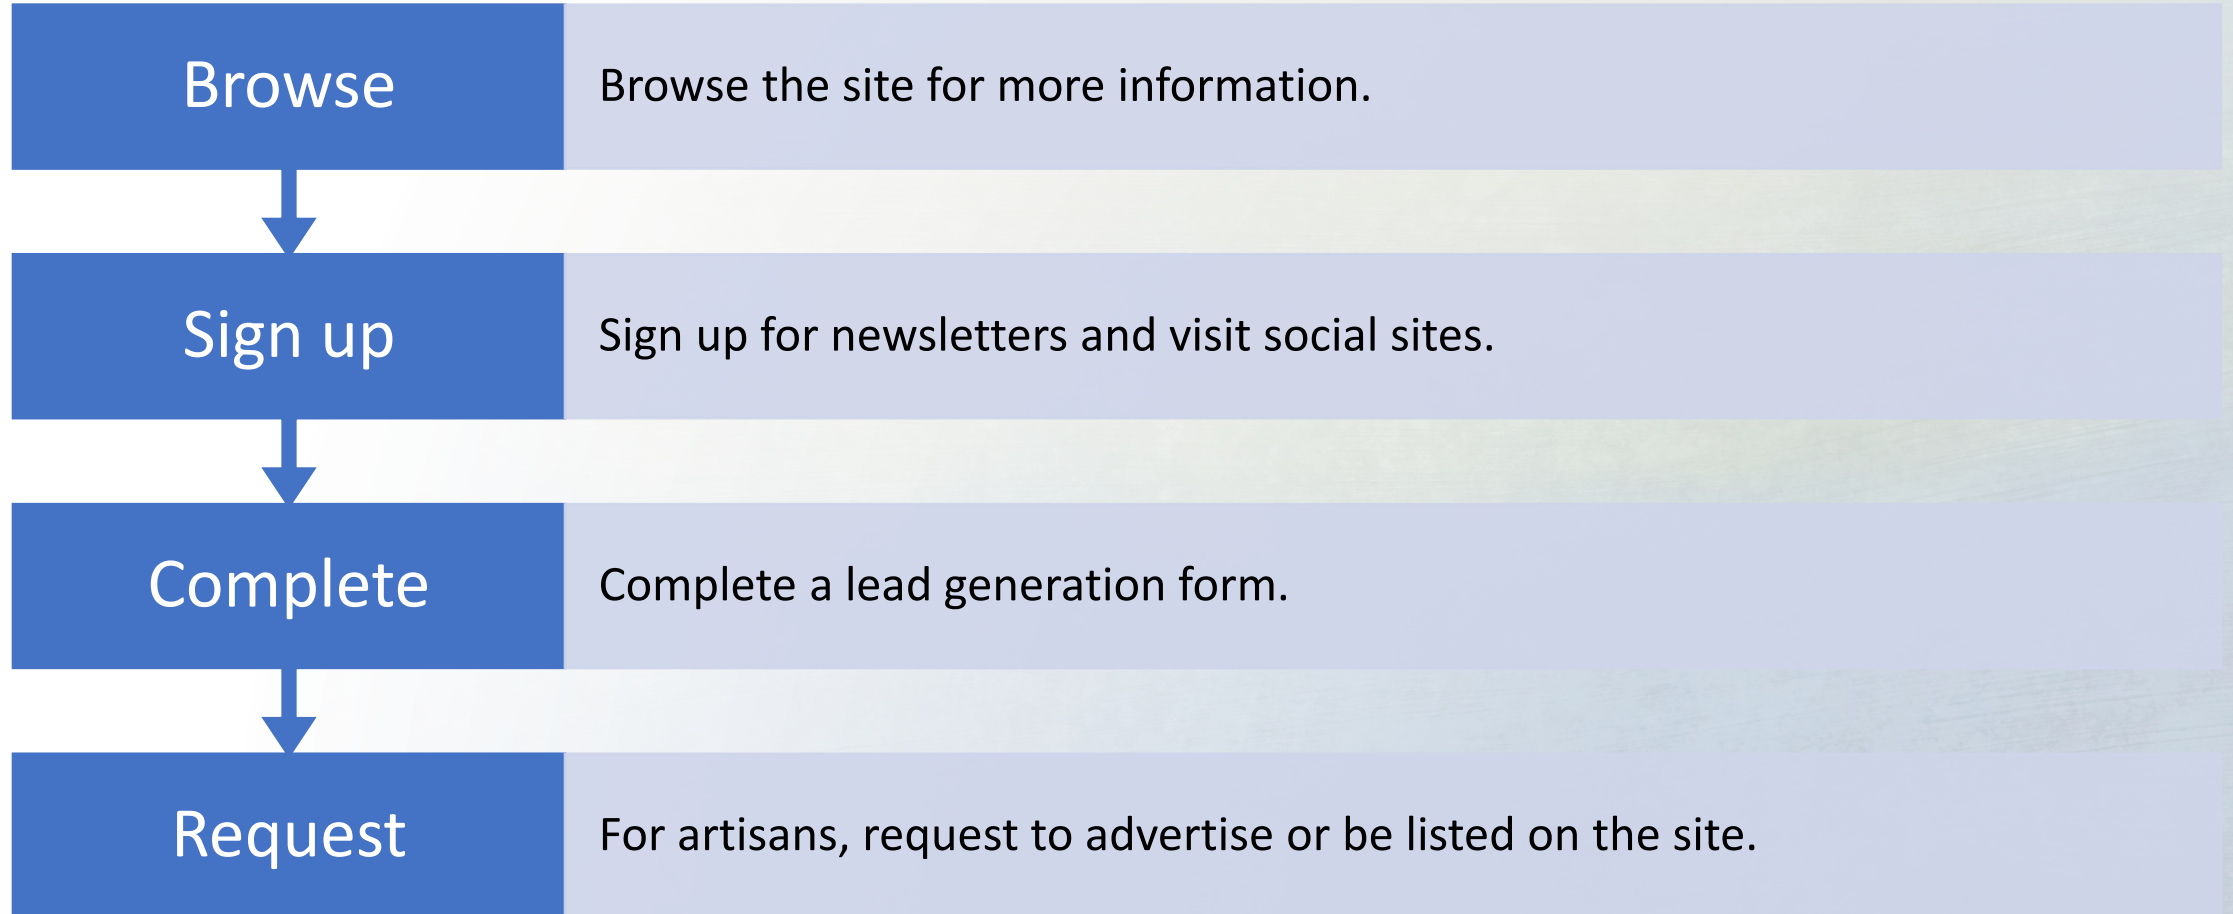 Browse
Browse the site for more information.
Sign up
Sign up for newsletters and visit social sites.
Complete
Complete a lead generation form.
Request
For artisans, request to advertise or be listed on the site.